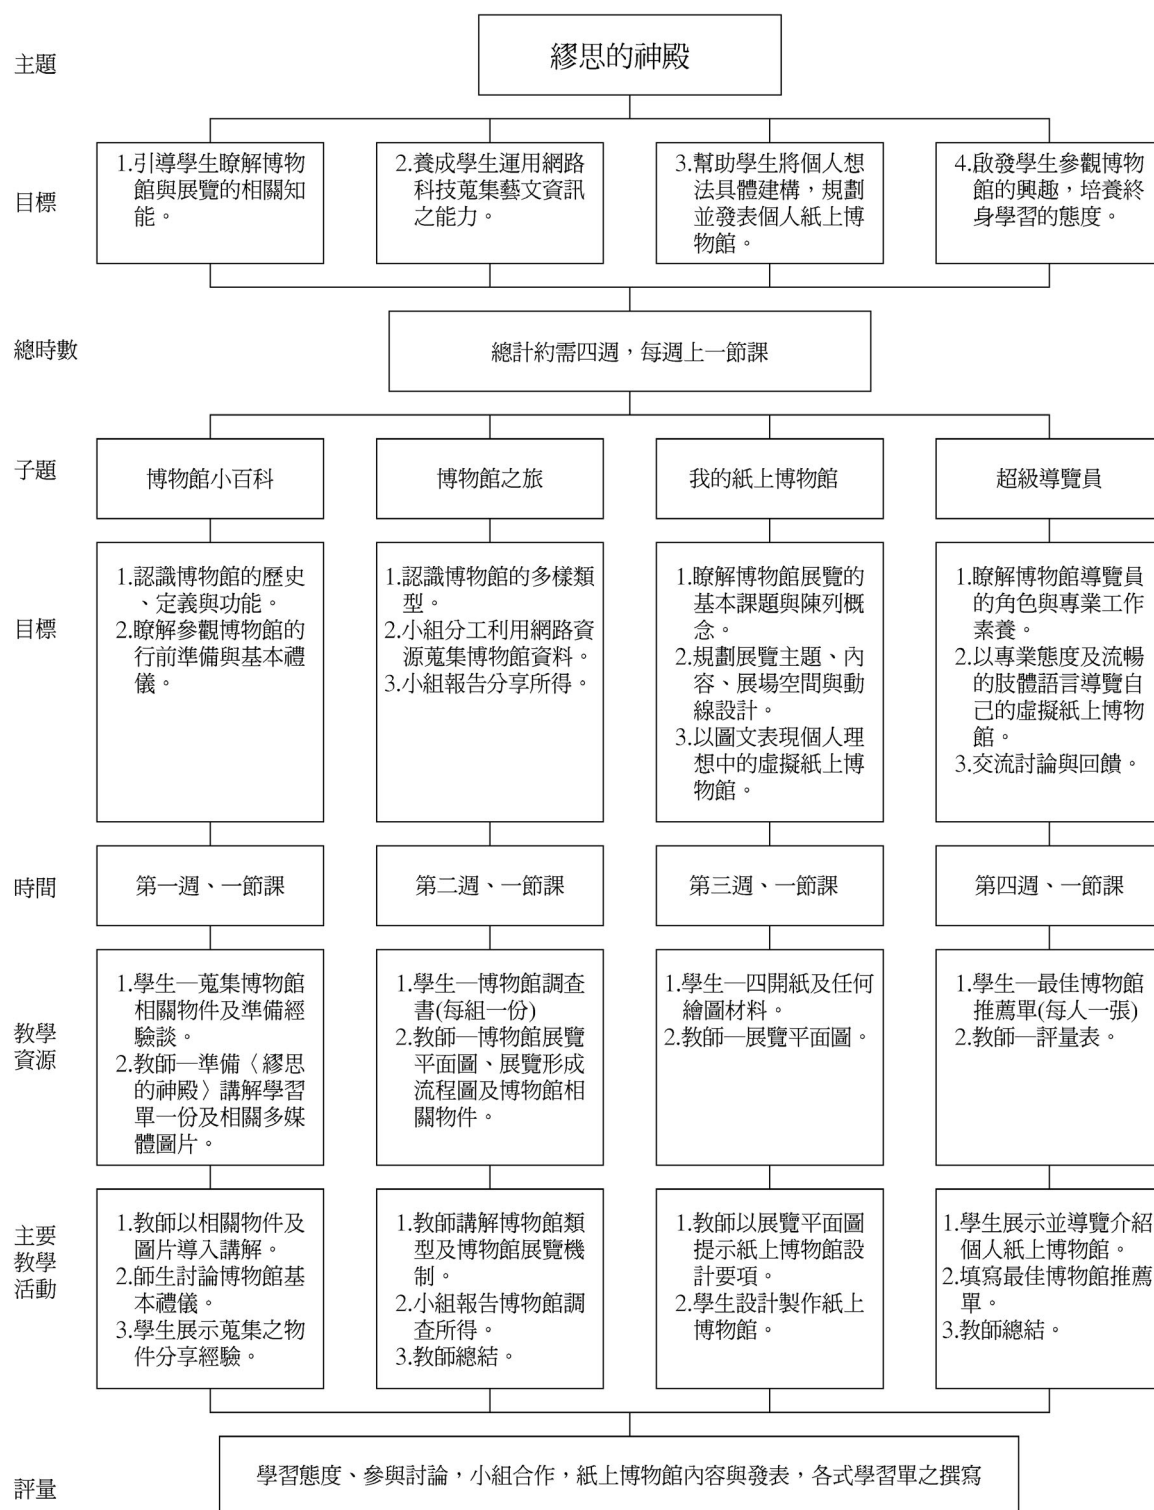 主題
繆思的神殿
目標
1.引導學生瞭解博物
館與展覽的相關知
能。
2.養成學生運用網路
科技蒐集藝文資訊
之能力。
3.幫助學生將個人想
法具體建構，規劃
並發表個人紙上博
物館。
4.啟發學生參觀博物
館的興趣，培養終
身學習的態度。
總時數
總計約需四週，每週上一節課
子題
博物館小百科
博物館之旅
我的紙上博物館
超級導覽員
目標
1.認識博物館的歷史
、定義與功能。
2.瞭解參觀博物館的
行前準備與基本禮
儀。
1.認識博物館的多樣類
型。
2.小組分工利用網路資
源蒐集博物館資料。
3.小組報告分享所得。
1.瞭解博物館展覽的
基本課題與陳列概
念。
2.規劃展覽主題、內
容、展場空間與動
線設計。
3.以圖文表現個人理
想中的虛擬紙上博
物館。
1.瞭解博物館導覽員
的角色與專業工作
素養。
2.以專業態度及流暢
的肢體語言導覽自
己的虛擬紙上博物
館。
3.交流討論與回饋。
時間
第一週、一節課
第二週、一節課
第三週、一節課
第四週、一節課
教學
資源
1.學生—蒐集博物館
相關物件及準備經
驗談。
2.教師—準備〈繆思
的神殿〉講解學習
單一份及相關多媒
體圖片。
1.學生—博物館調查
書(每組一份)
2.教師—博物館展覽
平面圖、展覽形成
流程圖及博物館相
關物件。
1.學生—四開紙及任何
繪圖材料。
2.教師—展覽平面圖。
1.學生—最佳博物館
推薦單(每人一張)
2.教師—評量表。
主要
教學
活動
1.教師以相關物件及
圖片導入講解。
2.師生討論博物館基
本禮儀。
3.學生展示蒐集之物
件分享經驗。
1.教師講解博物館類
型及博物館展覽機
制。
2.小組報告博物館調
查所得。
3.教師總結。
1.教師以展覽平面圖
提示紙上博物館設
計要項。
2.學生設計製作紙上
博物館。
1.學生展示並導覽介紹
個人紙上博物館。
2.填寫最佳博物館推薦
單。
3.教師總結。
評量
學習態度、參與討論，小組合作，紙上博物館內容與發表，各式學習單之撰寫